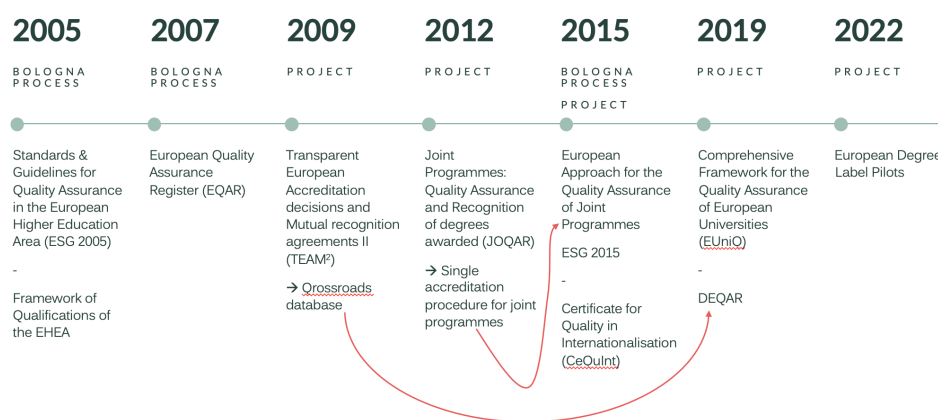 2005
BOLOGNA
PROCESS
Standards &
Guidelines for
Quality Assurance
in the European
Higher Education
Area (ESG 2005)
-
Framework of
Qualifications of
the EHEA
2007
BOLOGNA
PROCESS
European Quality
Assurance
Register (EQAR)
2009
PROJECT
Transparent
European
Accreditation
decisions and
Mutual recognition
agreements II
(TEAM²)
→ Qrossroads
database
2012
PROJECT
Joint
Programmes:
Quality Assurance
and Recognition
of degrees
awarded (JOQAR)
→ Single
accreditation
procedure for joint
programmes
2015
BOLOGNA
PROCESS
PROJECT
European
Approach for the
Quality Assurance
of Joint
Programmes
ESG 2015
-
Certificate for
Quality in
Internationalisation
(CeQuInt)
2019
PROJECT
Comprehensive
Framework for the
Quality Assurance
of European
Universities
(EUniQ)
-
DEQAR
2022
PROJECT
European Degree
Label Pilots